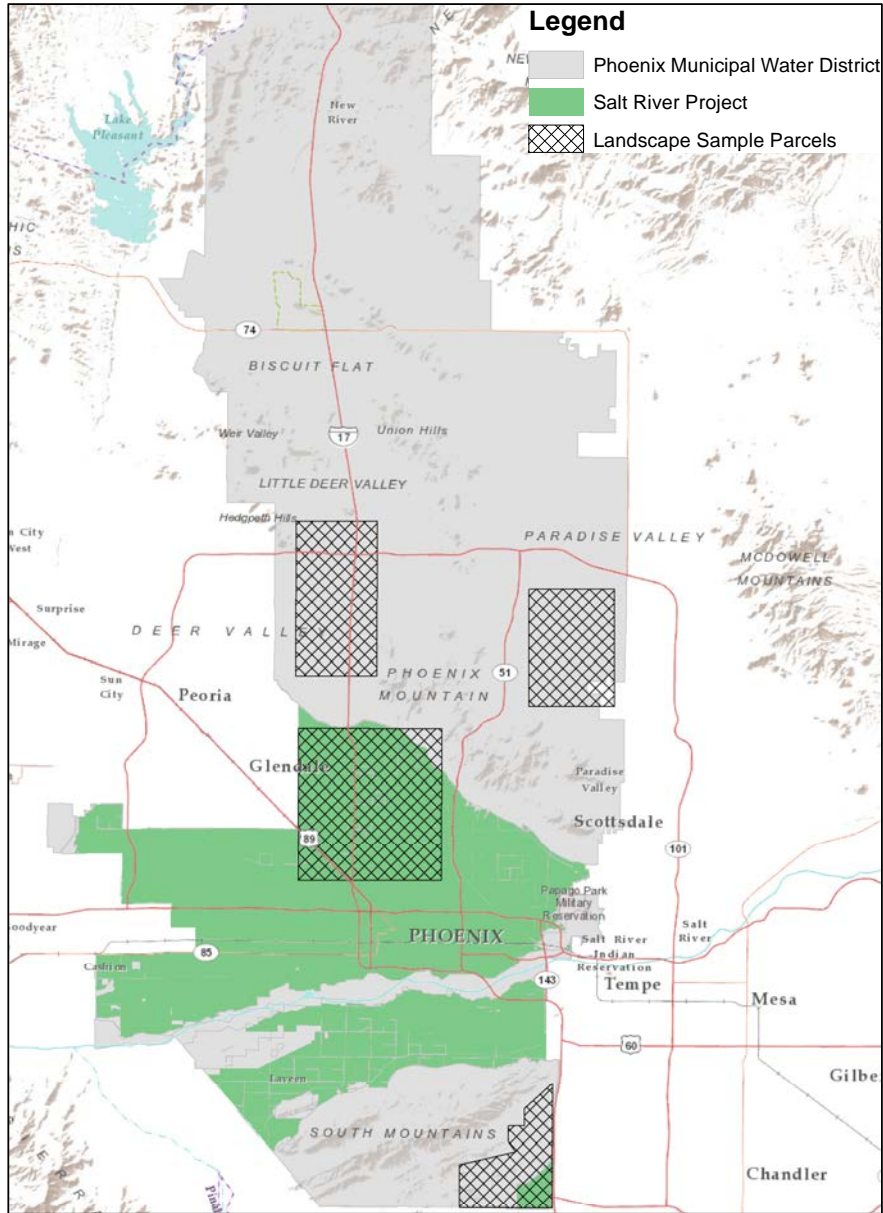 Legend
Phoenix Municipal Water District
Salt River Project
Landscape Sample Parcels
New
River
Lake
Pleasant
74
BISCUIT FLAT
Weir Valley
17
Union Hills
LITTLE DEER VALLEY
Hedgpeth Hills
PARADISE VALLEY
MCDOWELL
MOUNTAINS
n City
West
Surprise
Mirage
DEER VALLEY
Sun
City
Peoria
PHOENIX
MOUNTAIN
51
Glendale
Paradise
Valley
Scottsdale
89
101
Papago Park
Military
Reservation
Goodyear
PHOENIX
Salt River
Indian
Reservation
Salt
River
85
Cashion
143
Tempe
Mesa
60
Laveen
Gilbe
SOUTH MOUNTAINS
Chandler